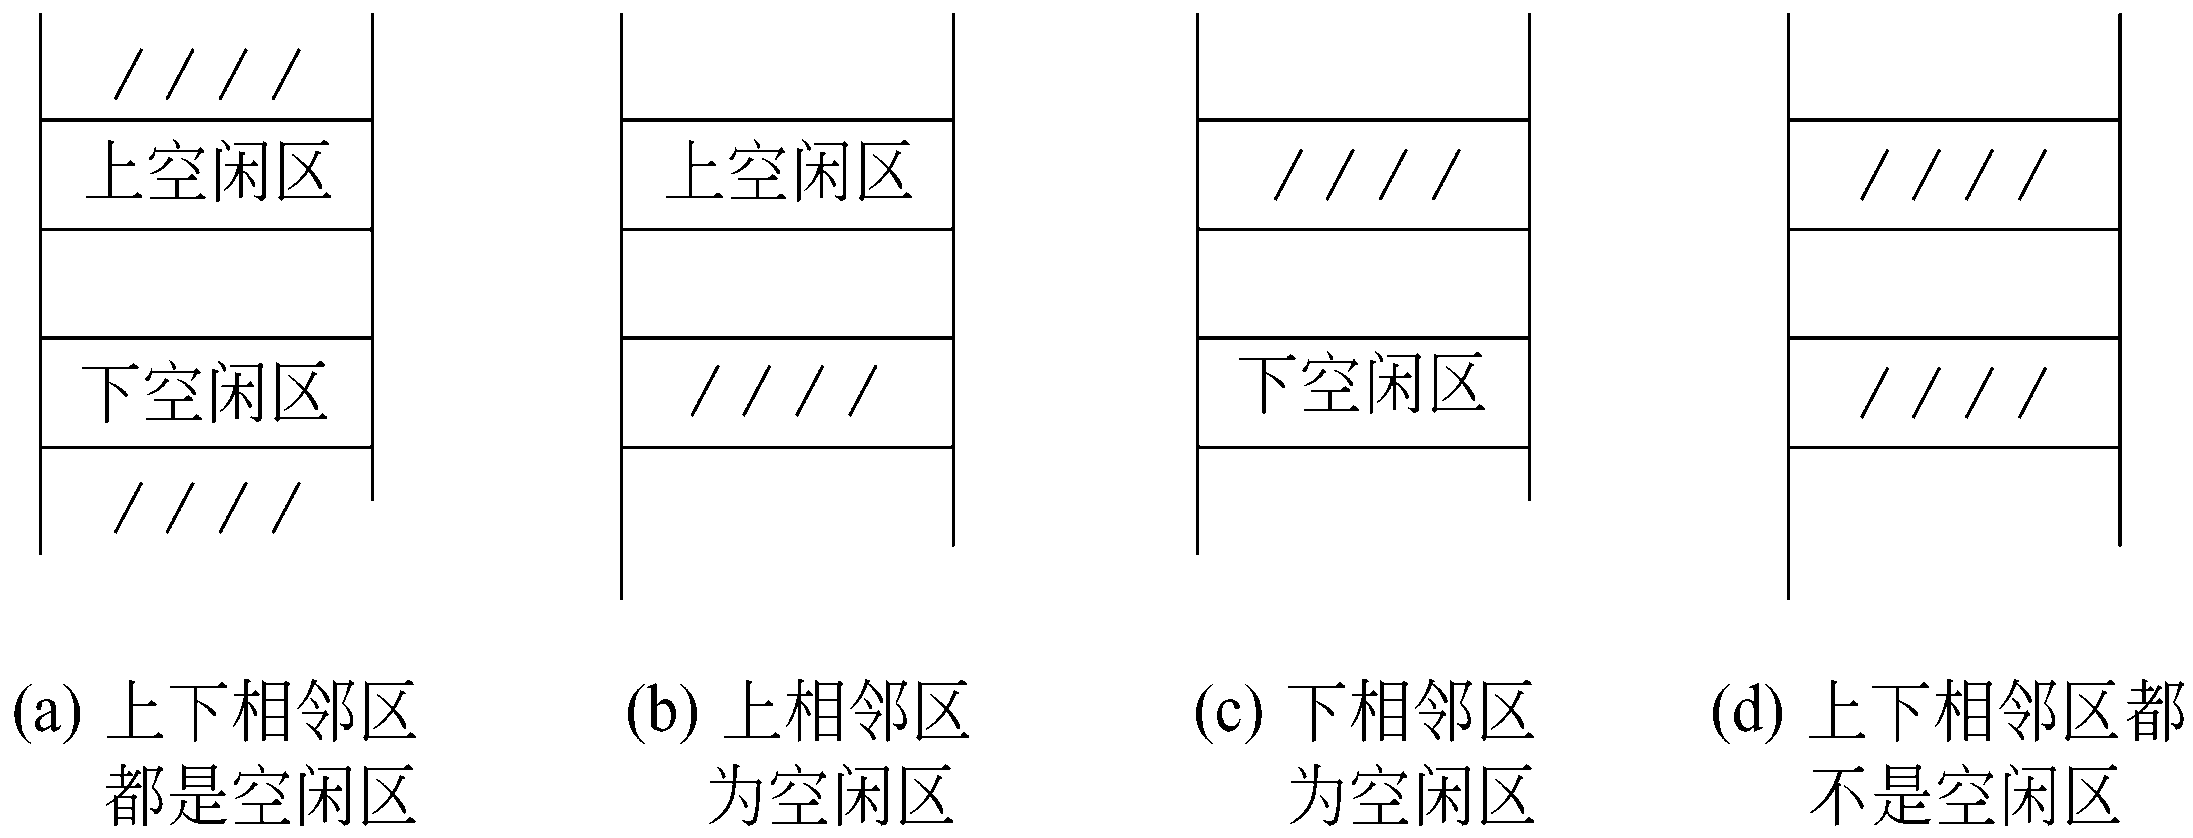 上空闲区
上空闲区
下空闲区
下空闲区
(a) 上下相邻区
都是空闲区
(b) 上相邻区
为空闲区
(c) 下相邻区
为空闲区
(d) 上下相邻区都
不是空闲区